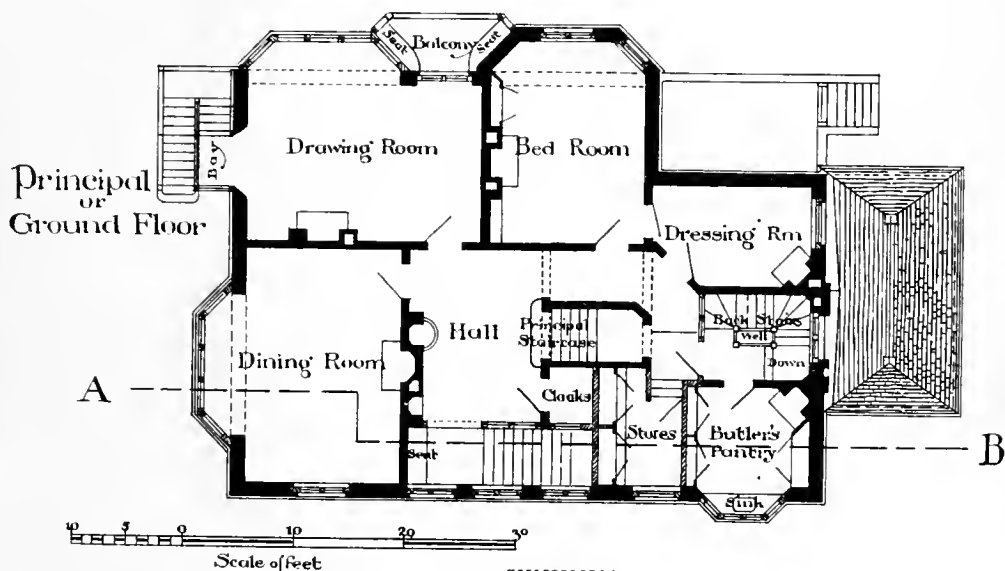 Seat
Balcony
Seat
Drawing Room
Bed Room
Bay
Principal
or
Ground Floor
Dressing Rm
Back Stairs
Well
Down
Hall
Principal
Staircase
Dining Room
A
Cloaks
Stores
Butler's
Pantry
B
Seat
Sink
10 5 0 10 20 30
Scale of feet